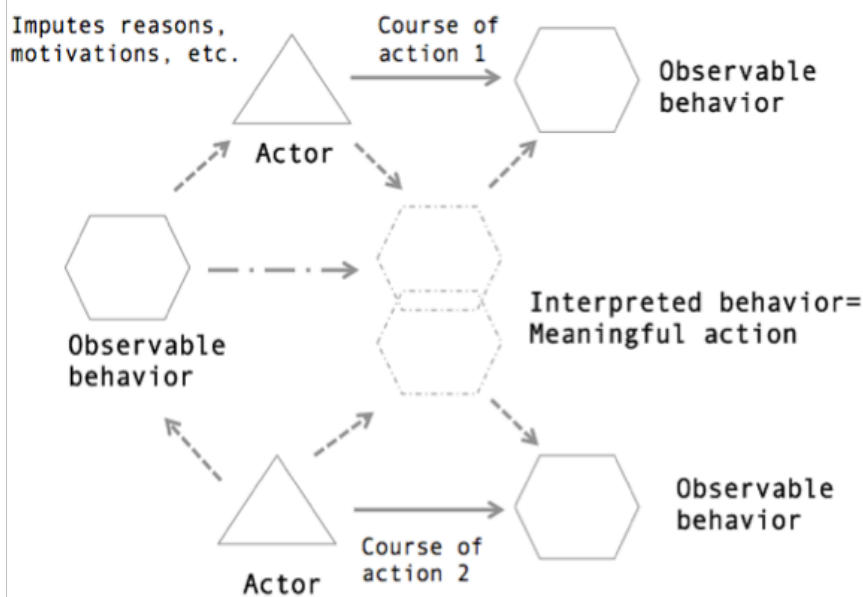 Imputes reasons,
motivations, etc.
Course of
action 1
Observable
behavior
Actor
Observable
behavior
Interpreted behavior=
Meaningful action
Actor
Course of
action 2
Observable
behavior